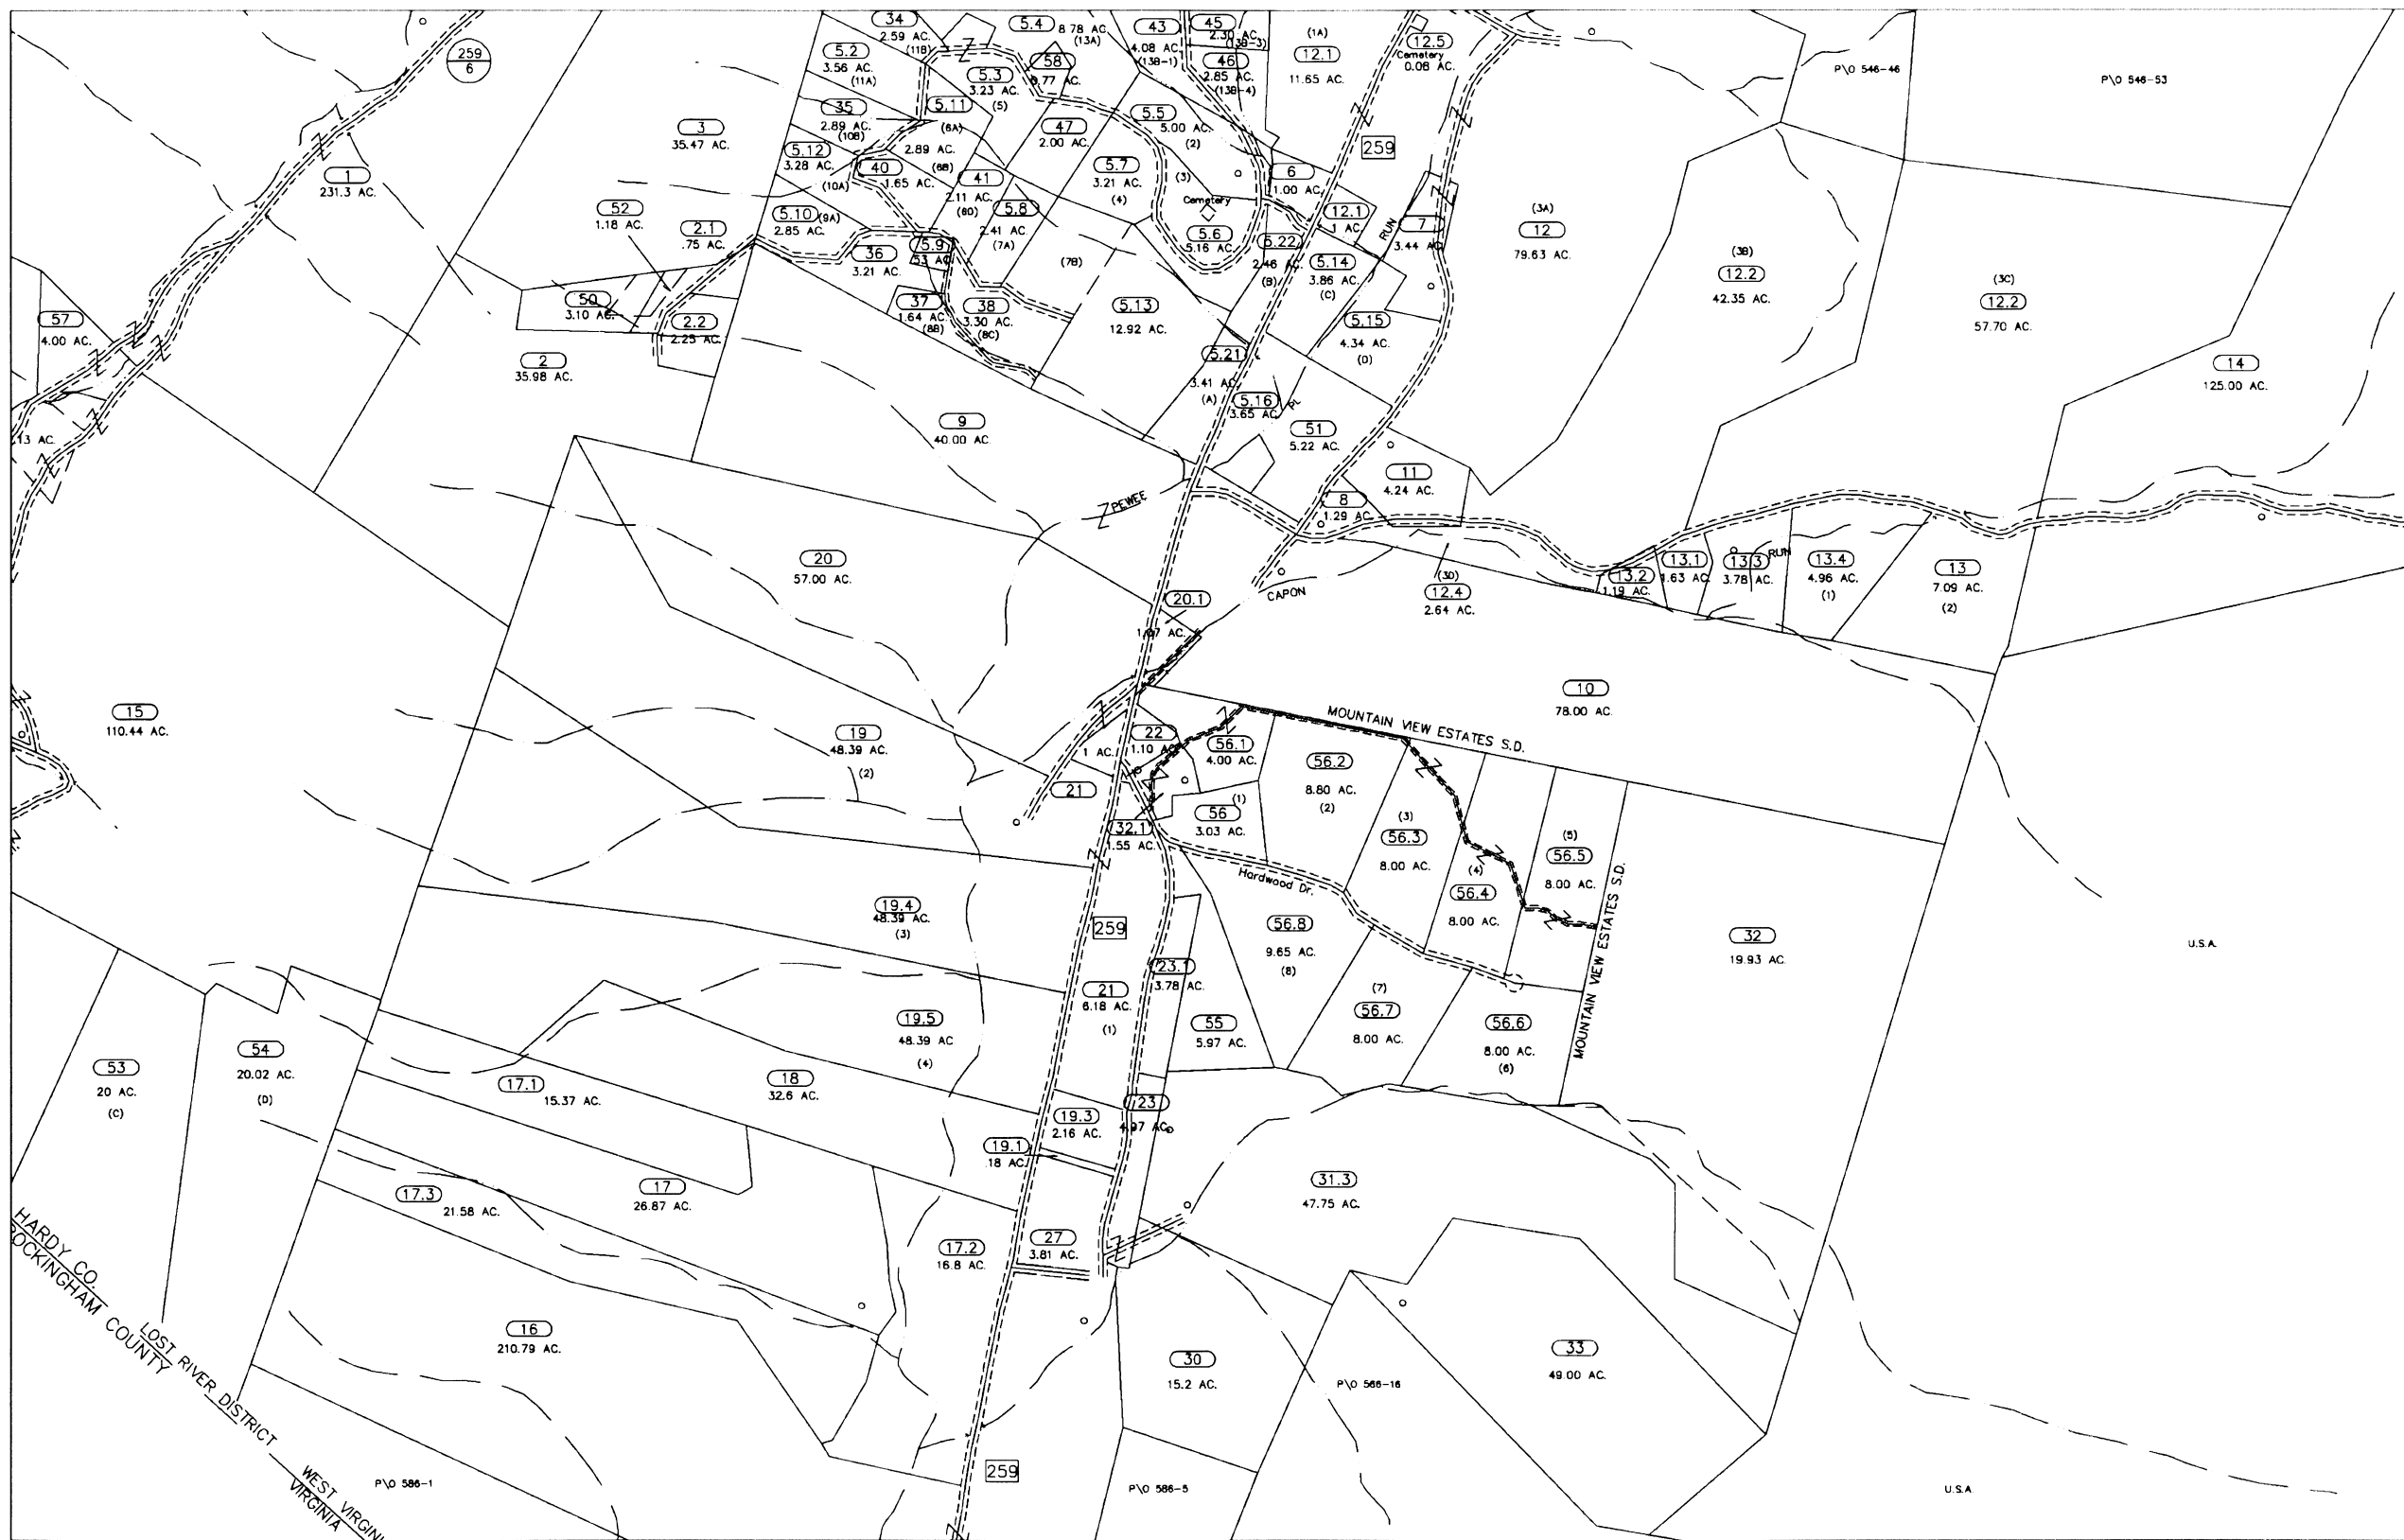 34
2.59 AC.
(11B)
5.4
8.78 AC.
(13A)
43
4.08 AC.
(13B-1)
45
2.30 AC.
(13B-3)
(1A)
12.1
11.65 AC.
12.5
Cemetery
0.08 AC.
P\O 546-46
P\O 546-53
259
6
5.2
3.56 AC.
(11A)
5.3
3.23 AC.
(5)
58
0.77 AC.
46
2.85 AC.
(13B-4)
3
35.47 AC.
35
2.89 AC.
(10B)
5.11
(6A)
2.89 AC.
(6B)
47
2.00 AC.
5.5
5.00 AC.
(2)
259
5.12
3.28 AC.
(10A)
40
1.65 AC.
41
2.11 AC.
(6D)
5.7
3.21 AC.
(4)
(3)
6
1.00 AC.
1
231.3 AC.
52
1.18 AC.
2.1
.75 AC.
5.10
(9A)
2.85 AC.
5.8
2.41 AC.
(7A)
Cemetery
5.6
5.16 AC.
12.1
1 AC.
RUN
7
3.44 AC.
(3A)
12
79.63 AC.
36
3.21 AC.
5.9
.53 AC.
(7B)
5.22
2.46 AC.
(B)
5.14
3.86 AC.
(C)
(3B)
12.2
42.35 AC.
(3C)
12.2
57.70 AC.
57
4.00 AC.
50
3.10 AC.
2.2
2.25 AC.
37
1.64 AC.
(8B)
38
3.30 AC.
(8C)
5.13
12.92 AC.
5.15
4.34 AC.
(D)
2
35.98 AC.
5.21
3.41 AC.
(A)
14
125.00 AC.
5.16
3.65 AC.
51
5.22 AC.
9
40.00 AC.
.13 AC.
11
4.24 AC.
8
1.29 AC.
PEWEE
20
57.00 AC.
13.2
1.19 AC.
13.1
1.63 AC.
13.3
3.78 AC.
RUN
13.4
4.96 AC.
(1)
13
7.09 AC.
(2)
CAPON
(3D)
12.4
2.64 AC.
20.1
1.07 AC.
10
78.00 AC.
15
110.44 AC.
MOUNTAIN VIEW ESTATES S.D.
19
48.39 AC.
(2)
1 AC.
21
22
1.10 AC.
56.1
4.00 AC.
56.2
8.80 AC.
(2)
(1)
56
3.03 AC.
32.1
1.55 AC.
(3)
56.3
8.00 AC.
(4)
56.4
8.00 AC.
(5)
56.5
8.00 AC.
Hardwood Dr.
19.4
48.39 AC.
(3)
259
56.8
9.65 AC.
(8)
MOUNTAIN VIEW ESTATES S.D.
32
19.93 AC.
U.S.A.
23.1
3.78 AC.
21
6.18 AC.
(1)
19.5
48.39 AC
(4)
55
5.97 AC.
(7)
56.7
8.00 AC.
56.6
8.00 AC.
(6)
53
20 AC.
(C)
54
20.02 AC.
(D)
17.1
15.37 AC.
18
32.6 AC.
19.3
2.16 AC.
23
4.97 AC.
19.1
.18 AC.
17.3
21.58 AC.
17
26.87 AC.
31.3
47.75 AC.
17.2
16.8 AC.
27
3.81 AC.
HARDY CO.
ROCKINGHAM COUNTY
LOST RIVER DISTRICT
16
210.79 AC.
30
15.2 AC.
P\O 566-16
33
49.00 AC.
WEST VIRGINIA
VIRGINIA
P\O 586-1
259
P\O 586-5
U.S.A.